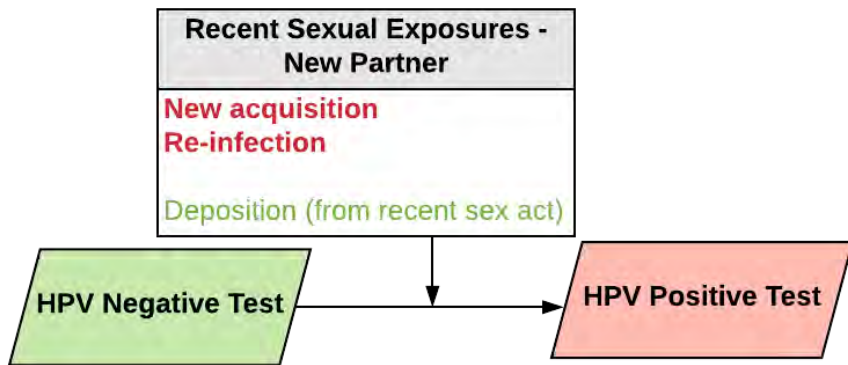 Recent Sexual Exposures -
New Partner
New acquisition
Re-infection
Deposition (from recent sex act)
HPV Negative Test
HPV Positive Test